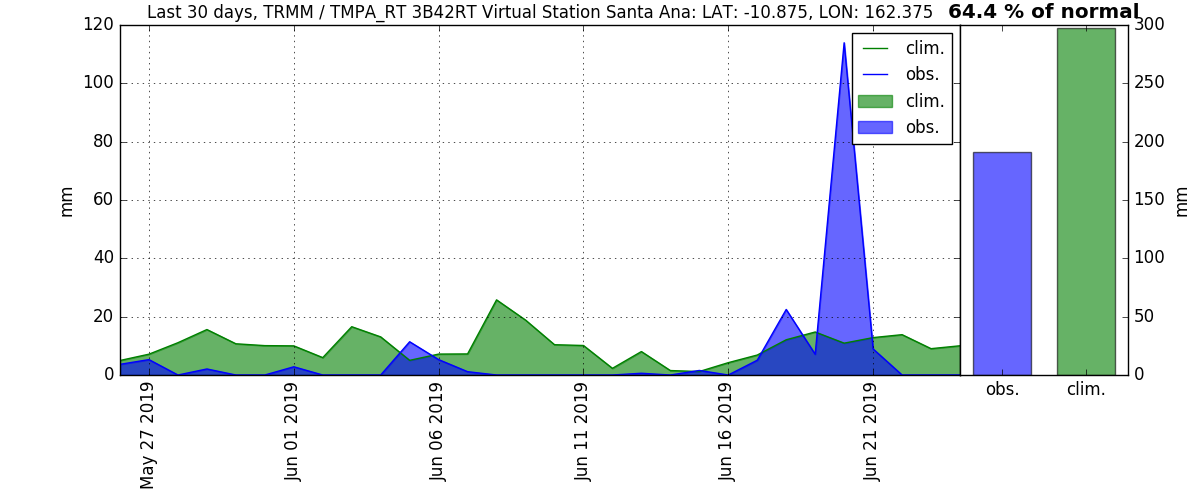 Last 30 days, TRMM / TMPA_RT 3B42RT Virtual Station Santa Ana: LAT: -10.875, LON: 162.375
64.4 % of normal
120
100
80
60
40
20
0
mm
clim.
obs.
clim.
obs.
300
250
200
150
100
50
0
mm
May 27 2019
Jun 01 2019
Jun 06 2019
Jun 11 2019
Jun 16 2019
Jun 21 2019
obs.
clim.